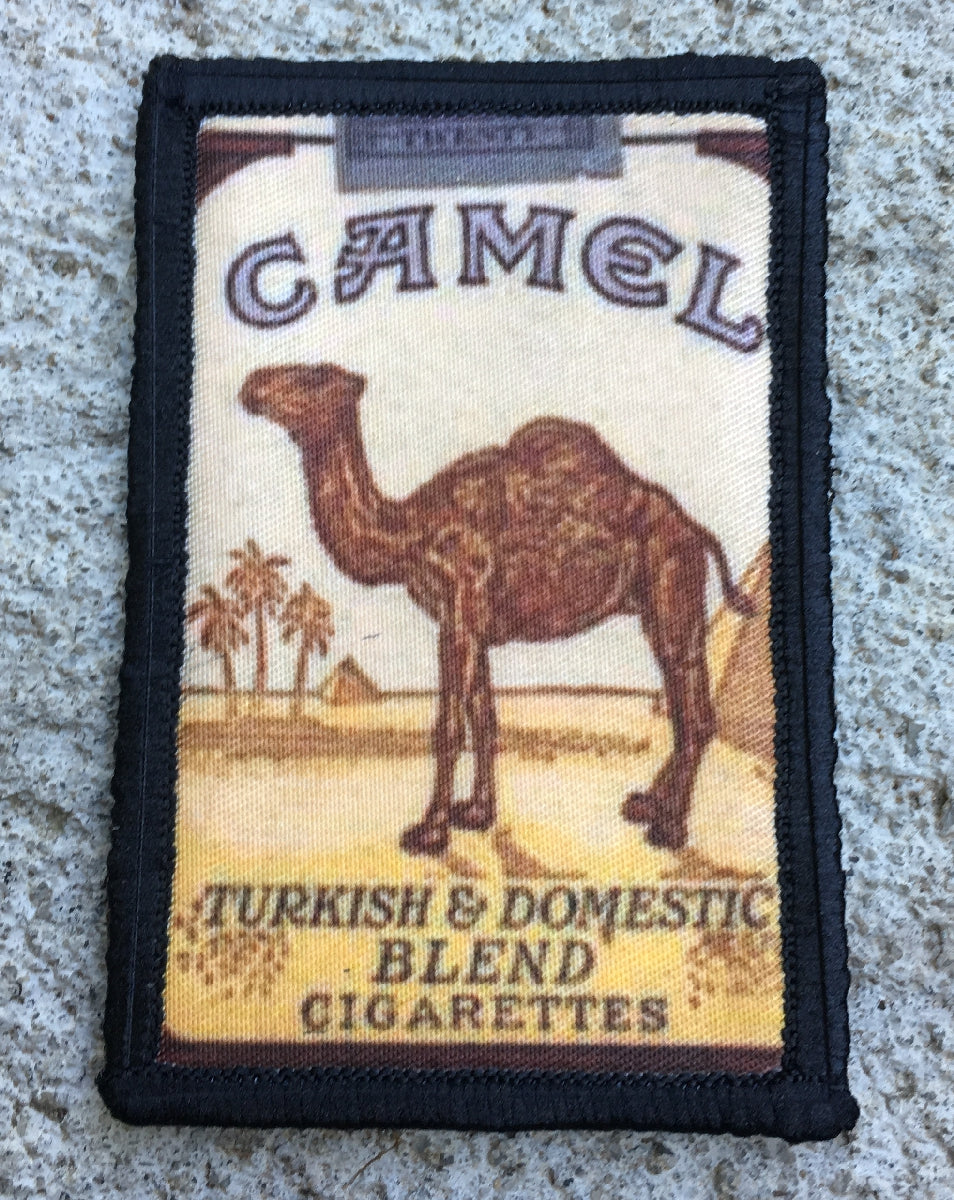 CAMEL
TURKISH & DOMESTIC
BLEND
CIGARETTES